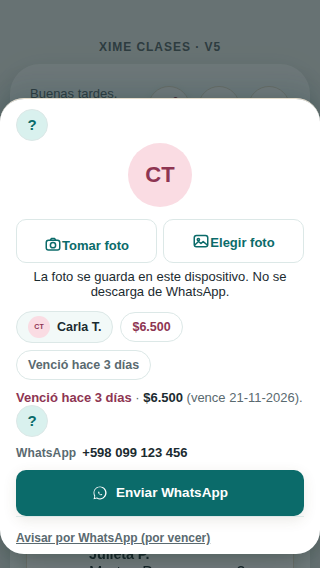 XIME CLASES · V5
Buenas tardes,
?
CT
Tomar foto
Elegir foto
La foto se guarda en este dispositivo. No se
descarga de WhatsApp.
CT Carla T. $6.500
Venció hace 3 días
Venció hace 3 días · $6.500 (vence 21-11-2026).
?
WhatsApp +598 099 123 456
Enviar WhatsApp
Avisar por WhatsApp (por vencer)
Julieta P.